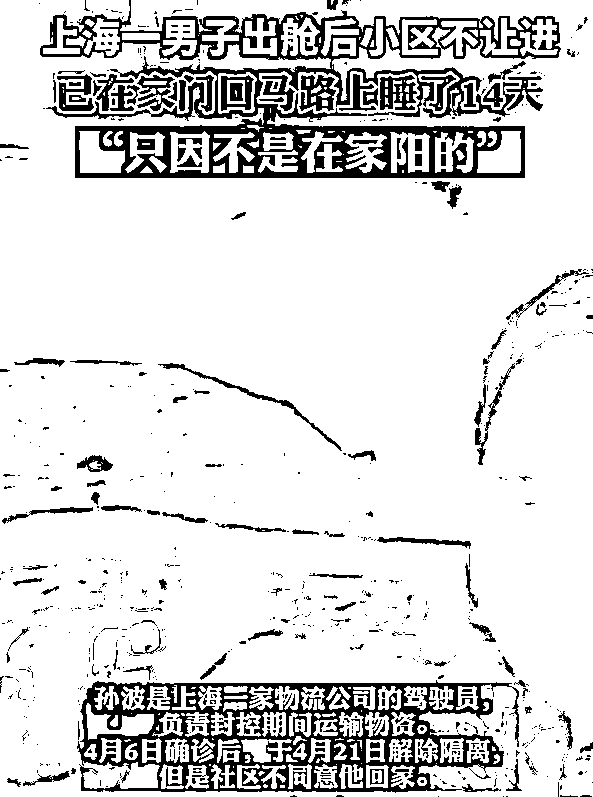 上海一男子出舱后小区不让进
已在家门回马路上睡了14天
“只因不是在家阳的”
孙波是上海一家物流公司的驾驶员，
负责封控期间运输物资。
4月6日确诊后，于4月21日解除隔离，
但是社区不同意他回家。